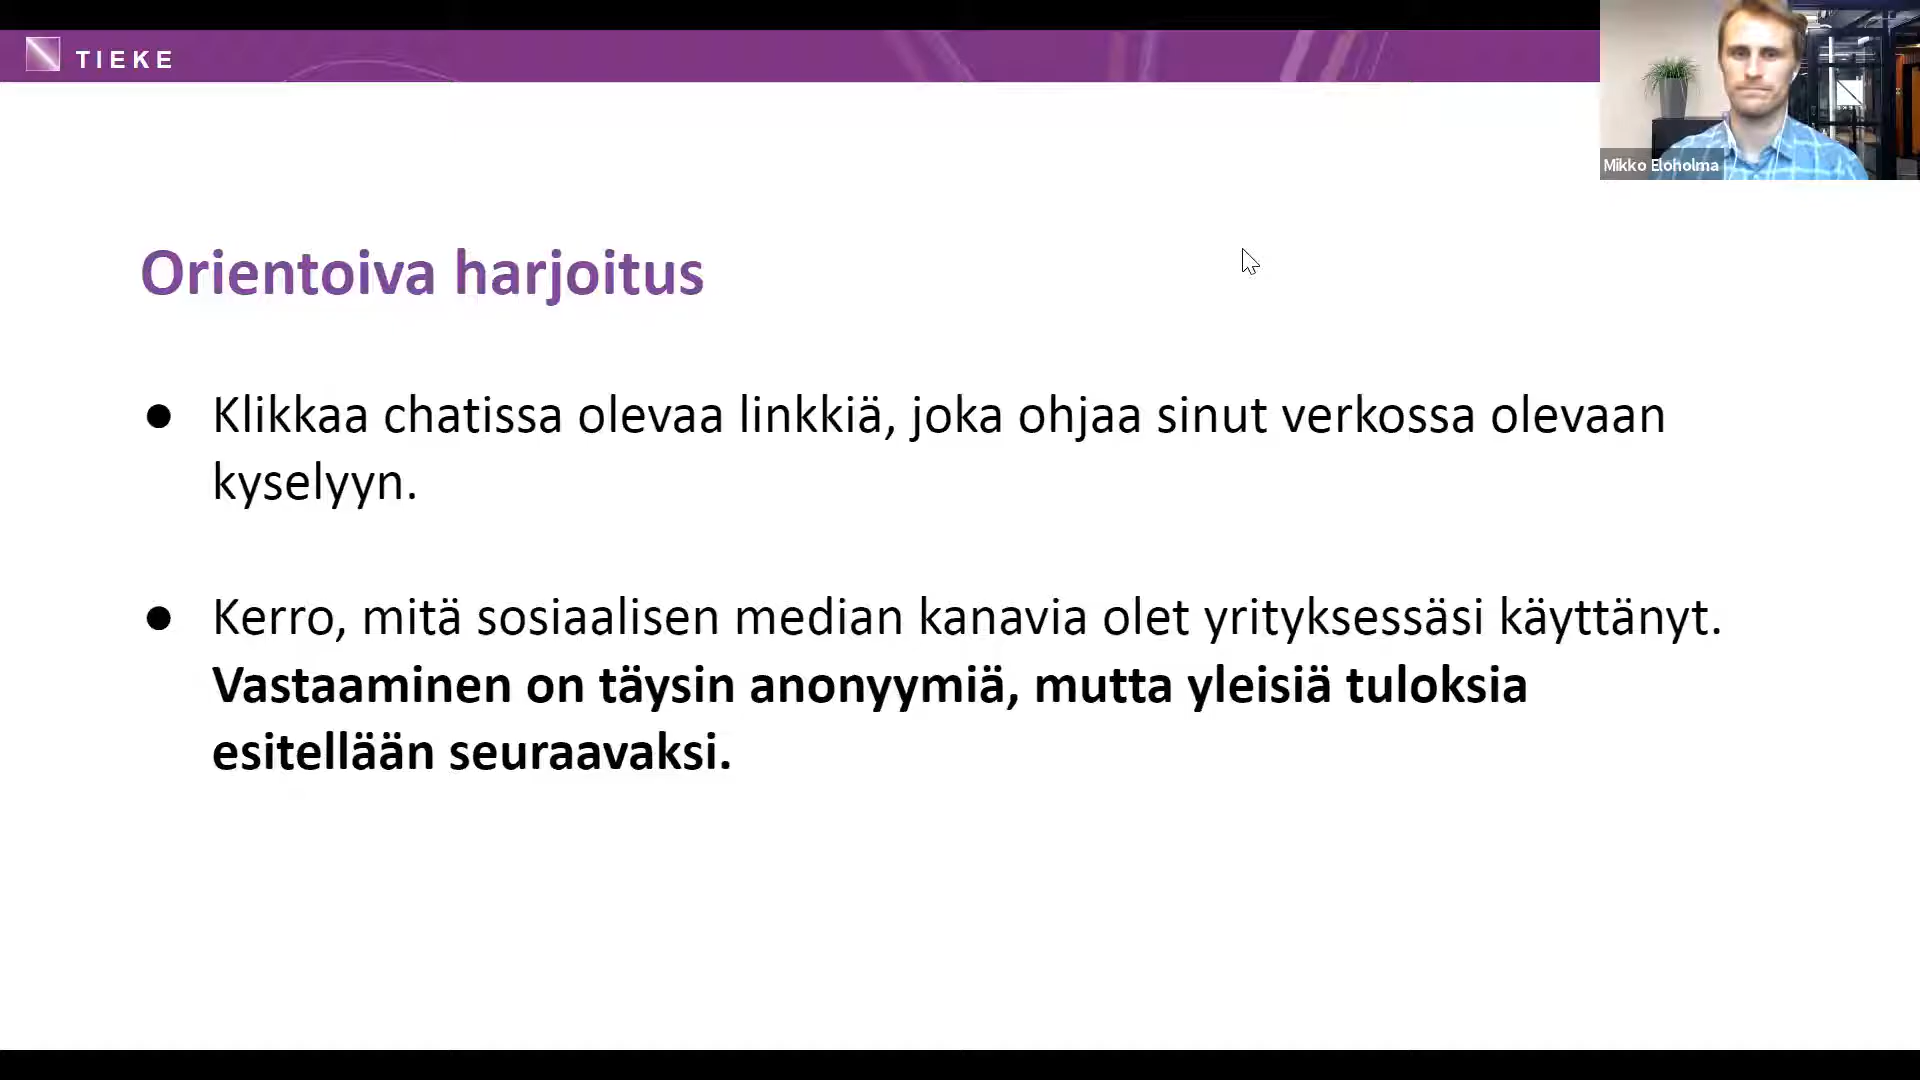 TIEKE
Mikko Eloholma
Orientoiva harjoitus
● Klikkaa chatissa olevaa linkkiä, joka ohjaa sinut verkossa olevaan
kyselyyn.
● Kerro, mitä sosiaalisen median kanavia olet yrityksessäsi käyttänyt.
Vastaaminen on täysin anonyymiä, mutta yleisiä tuloksia
esitellään seuraavaksi.